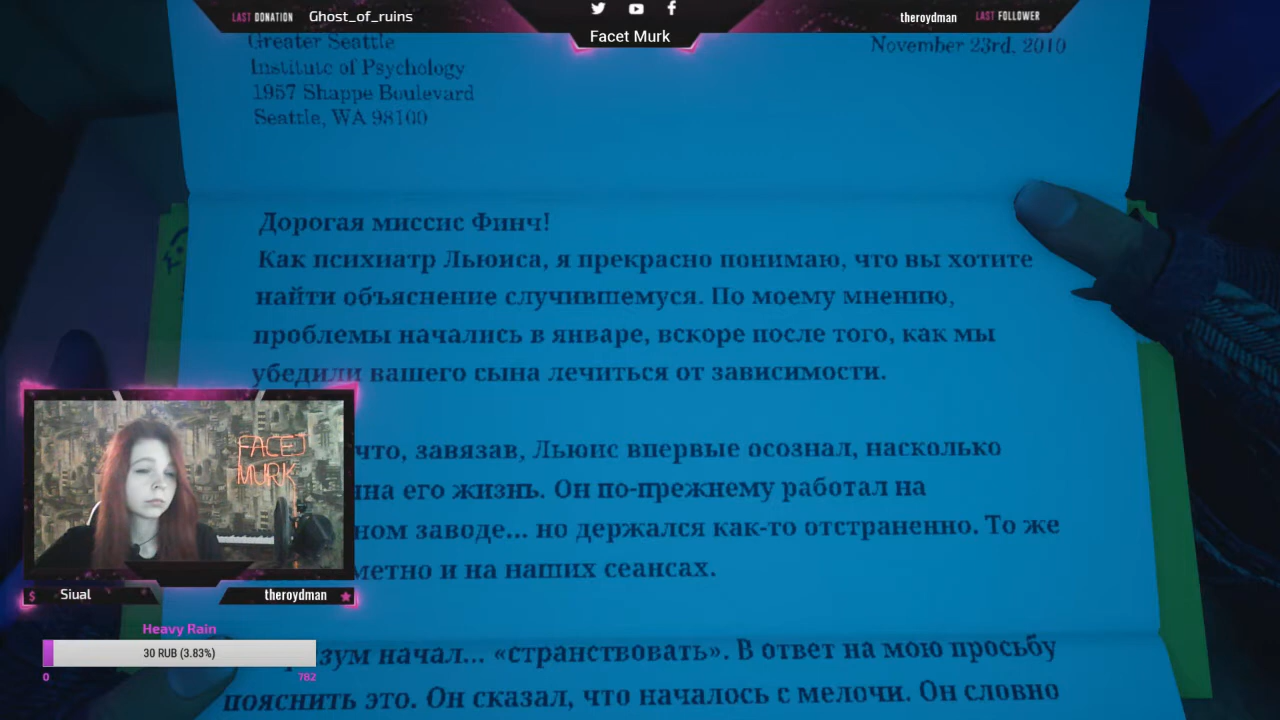 LAST DONATION Ghost_of_ruins
Facet Murk
theroydman LAST FOLLOWER
Greater Seattle
Institute of Psychology
1957 Shappe Boulevard
Seattle, WA 98100
November 23rd, 2010
Дорогая миссис Финч!
Как психиатр Льюиса, я прекрасно понимаю, что вы хотите
найти объяснение случившемуся. По моему мнению,
проблемы начались в январе, вскоре после того, как мы
убедили вашего сына лечиться от зависимости.
что, завязав, Льюис впервые осознал, насколько
его жизнь. Он по-прежнему работал на
заводе... но держался как-то отстраненно. То же
и на наших сеансах.
начал... «странствовать». В ответ на мою просьбу
пояснить это. Он сказал, что началось с мелочи. Он словно
FACET
MURK
$ Siual
theroydman
Heavy Rain
30 RUB (3.83%)
0
782